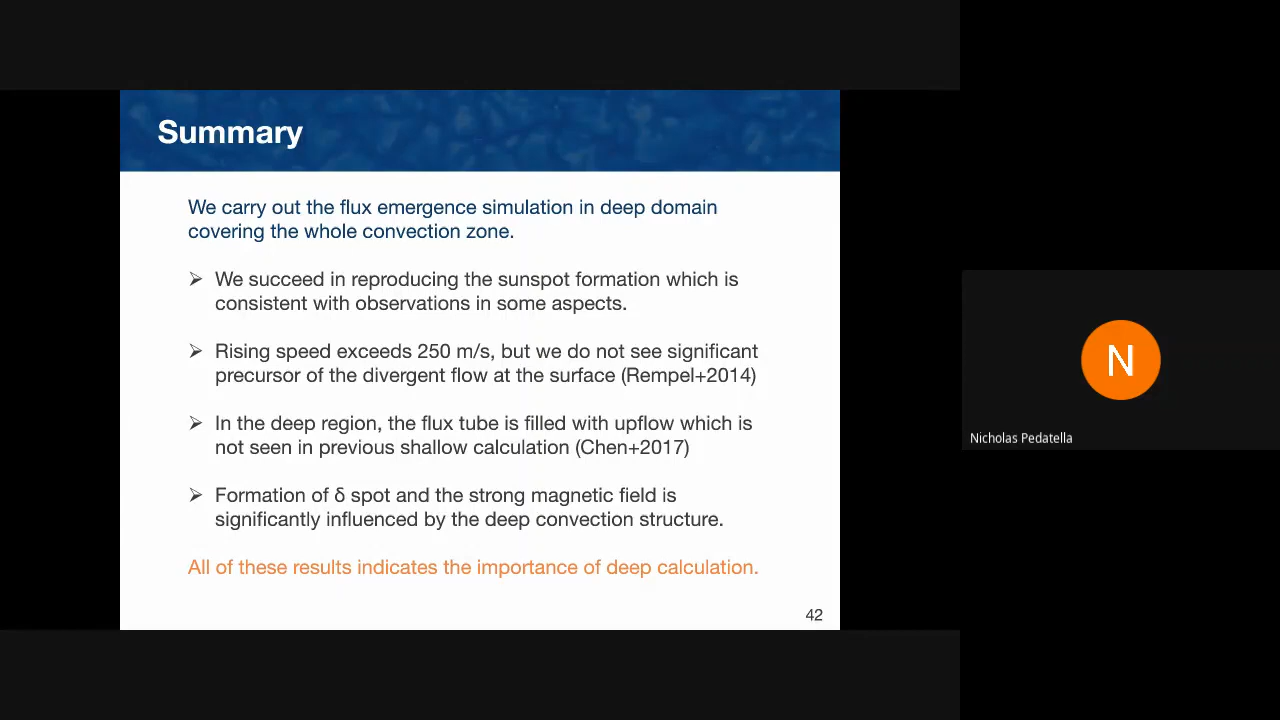 Summary
We carry out the flux emergence simulation in deep domain
covering the whole convection zone.
➢ We succeed in reproducing the sunspot formation which is
consistent with observations in some aspects.
➢ Rising speed exceeds 250 m/s, but we do not see significant
precursor of the divergent flow at the surface (Rempel+2014)
➢ In the deep region, the flux tube is filled with upflow which is
not seen in previous shallow calculation (Chen+2017)
➢ Formation of δ spot and the strong magnetic field is
significantly influenced by the deep convection structure.
All of these results indicates the importance of deep calculation.
42
N
Nicholas Pedatella